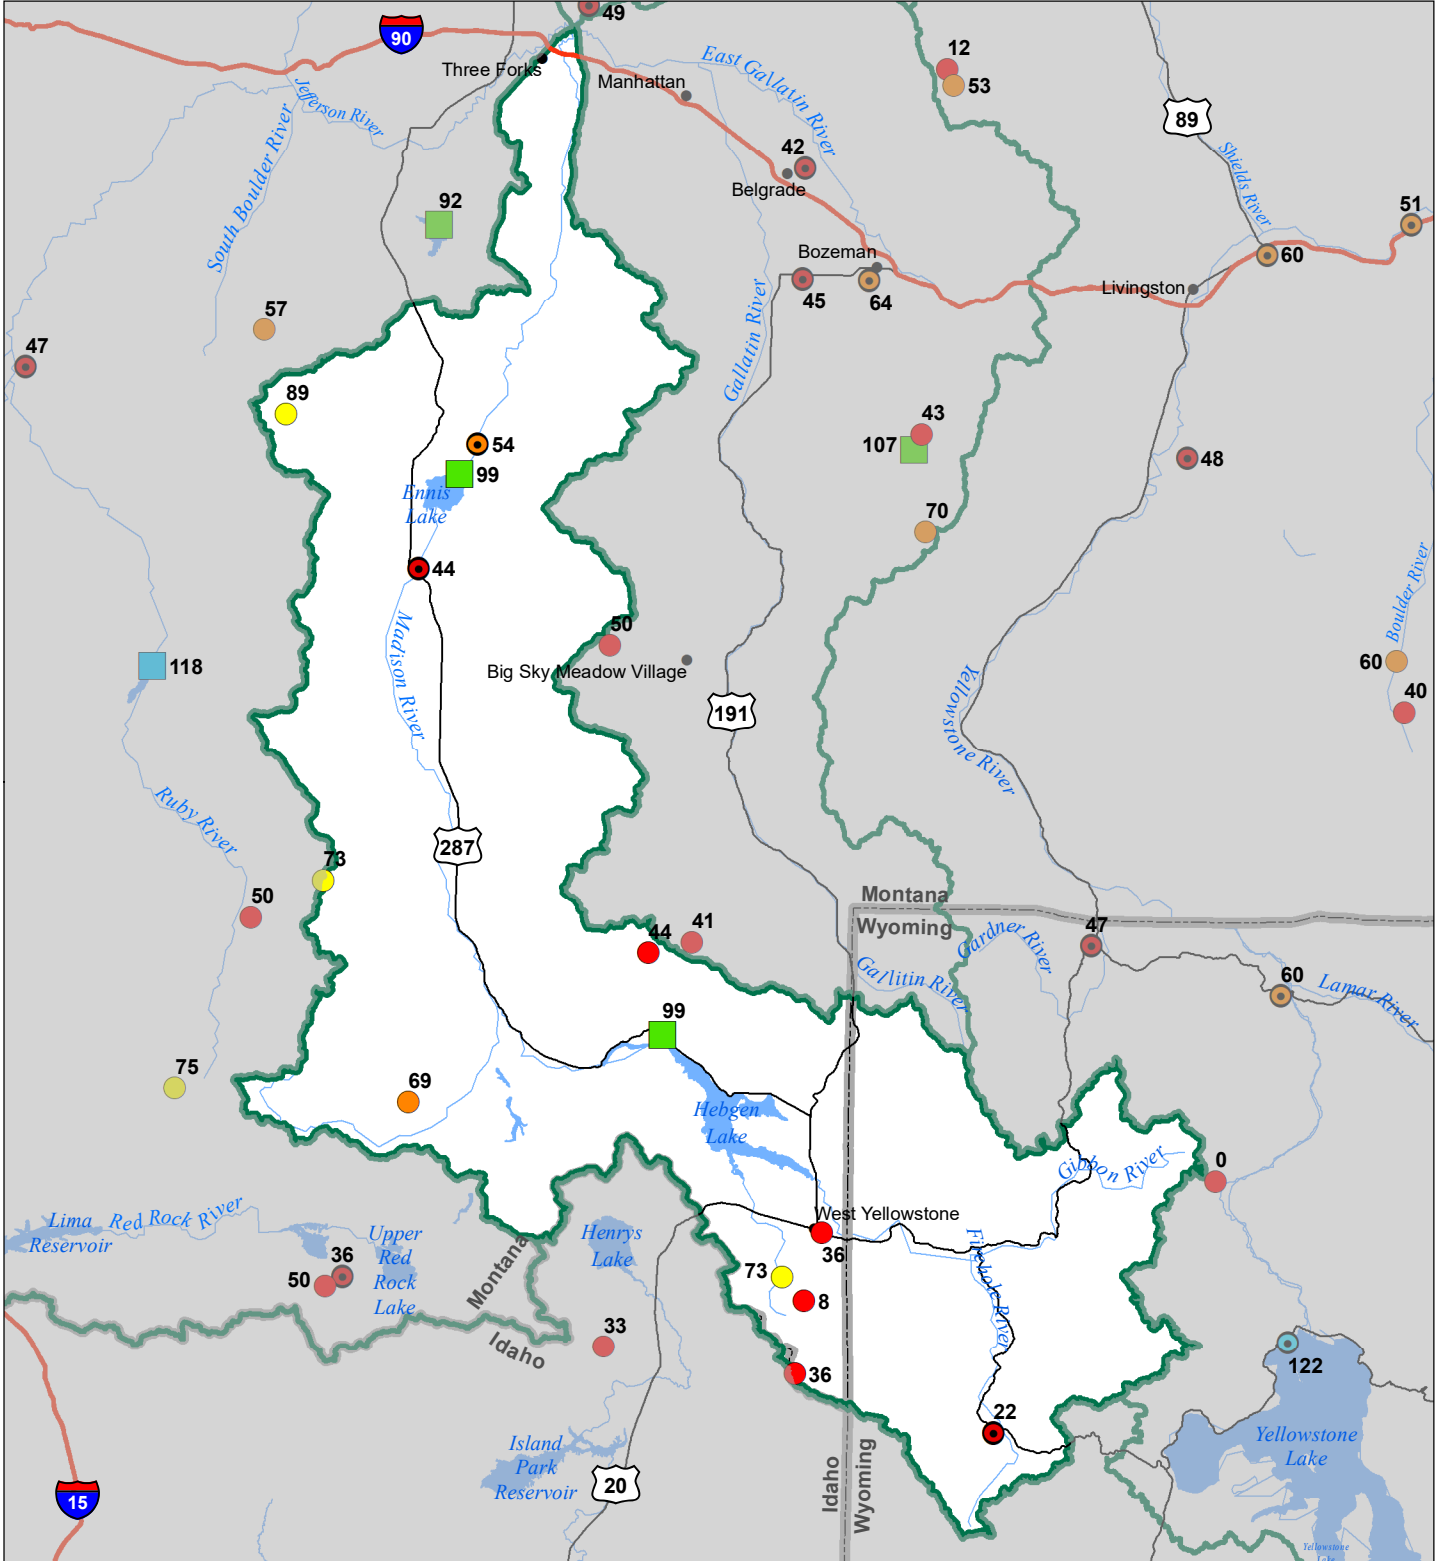 49
90
12
Three Forks
East Gallatin River
Manhattan
53
Jefferson River
89
South Boulder River
42
Shields River
Belgrade
92
51
Bozeman
60
Livingston
45
64
57
Gallatin River
47
89
43
54
107
99
48
Ennis
Lake
70
44
Boulder River
50
Madison River
118
Big Sky Meadow Village
60
40
191
Yellowstone River
Ruby River
287
73
50
Montana
Wyoming
44
41
47
Gardner River
Gallitin River
60
Lamar River
99
75
69
Hebgen
Lake
0
Gibbon River
Lima
Reservoir
Red Rock River
Upper
Red
Rock
Lake
Henrys
Lake
West Yellowstone
36
Firehole River
36
50
Montana
Idaho
73
8
33
36
122
22
Island
Park
Reservoir
Yellowstone
Lake
20
Idaho
Wyoming
15
Yellowstone
Lake